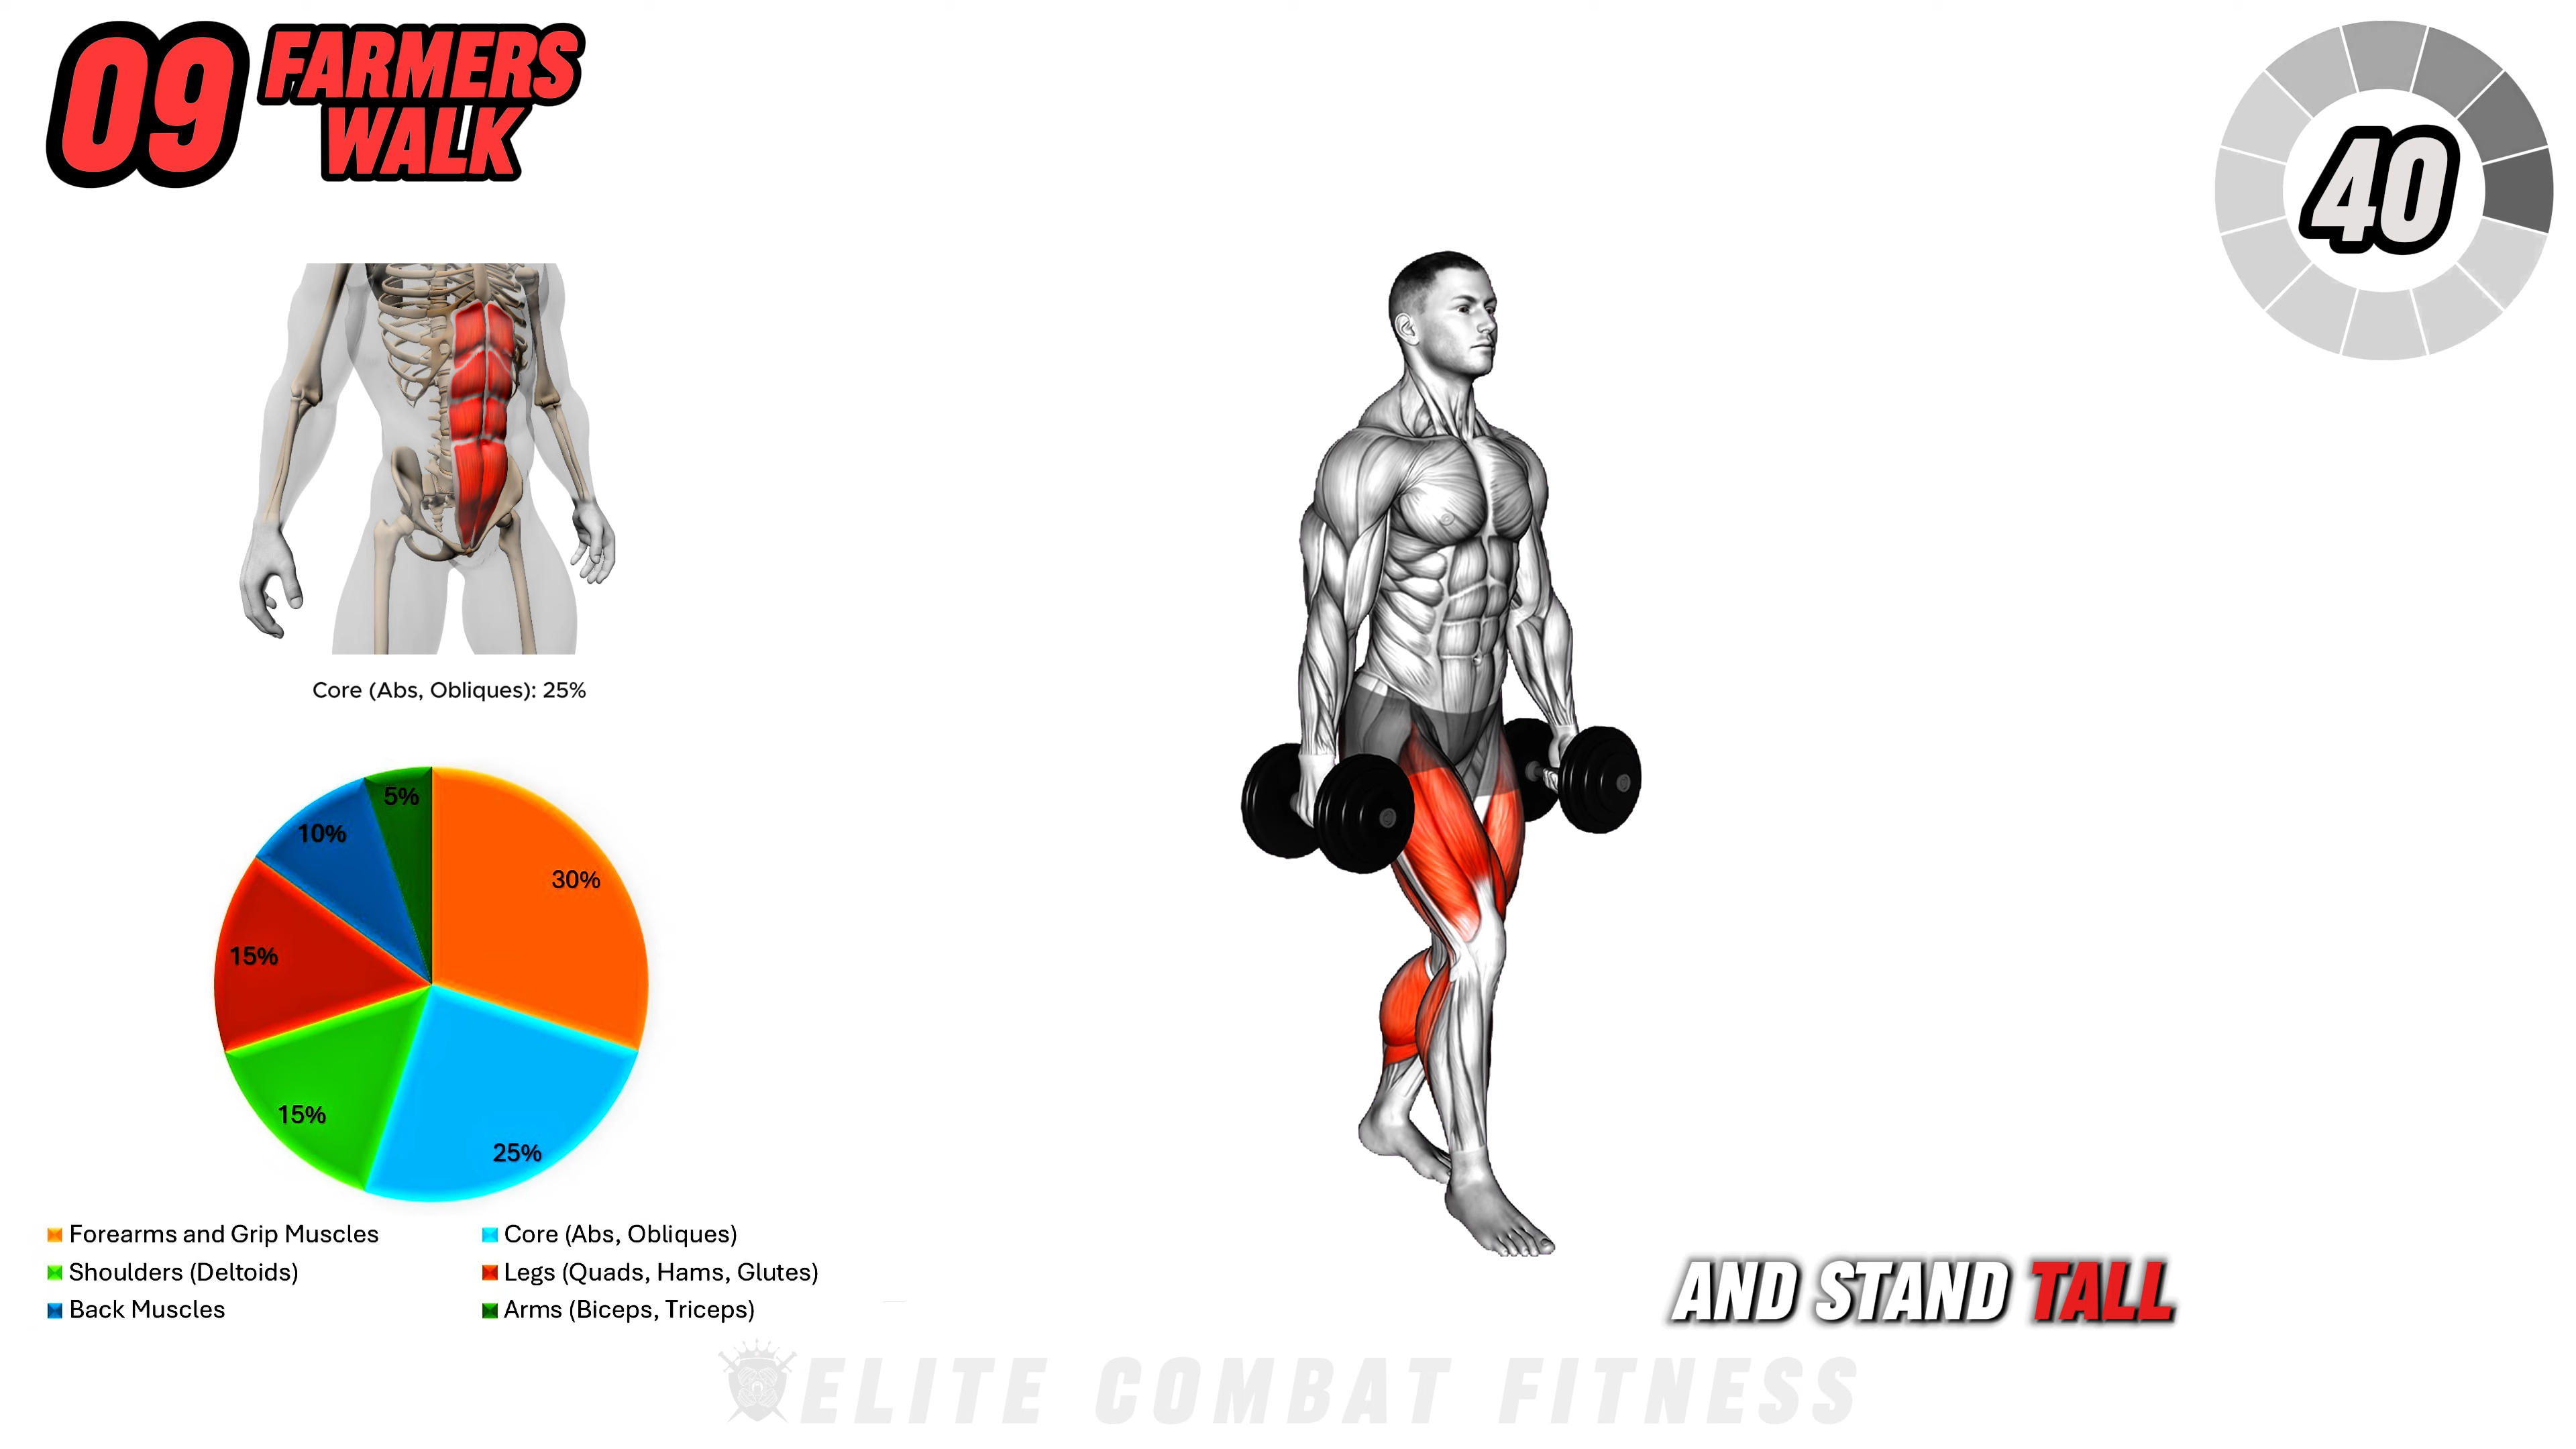 09 FARMERS
WALK
40
Core (Abs, Obliques): 25%
5%
10%
30%
15%
15%
25%
Forearms and Grip Muscles
Core (Abs, Obliques)
Shoulders (Deltoids)
Legs (Quads, Hams, Glutes)
Back Muscles
Arms (Biceps, Triceps)
AND STAND TALL
ELITE COMBAT FITNESS